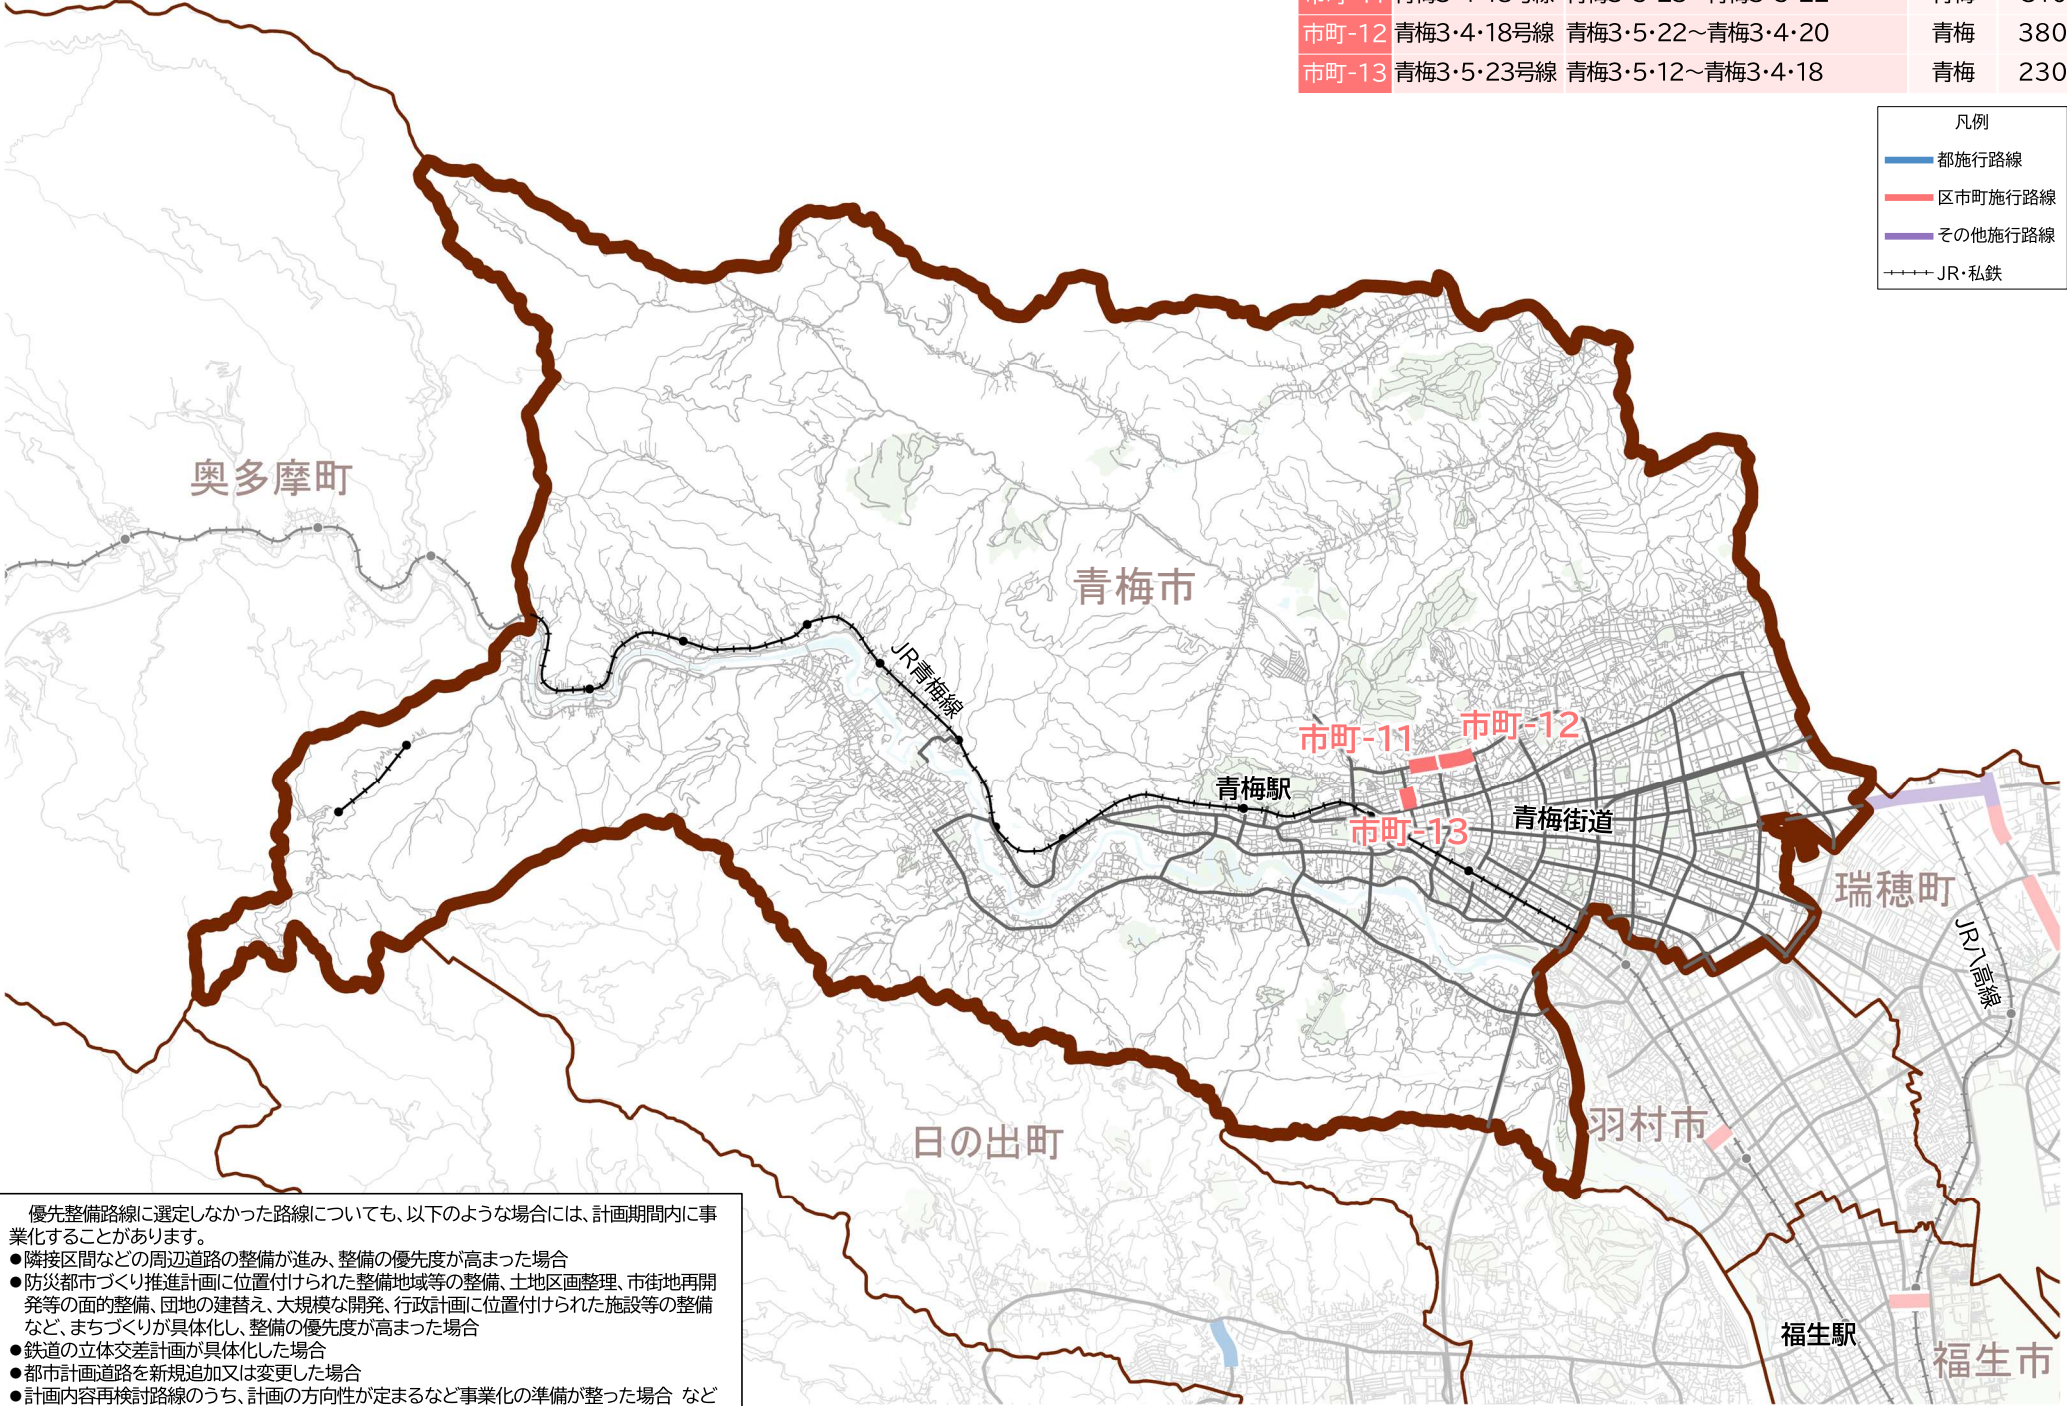 市町-12 青梅3・4・18号線 青梅3・5・22～青梅3・4・20 青梅 380
市町-13 青梅3・5・23号線 青梅3・5・12～青梅3・4・18 青梅 230
凡例
都施行路線
区市町施行路線
その他施行路線
JR・私鉄
奥多摩町
青梅市
JR青梅線
市町-11
市町-12
青梅駅
市町-13
青梅街道
瑞穂町
JR八高線
羽村市
日の出町
福生駅
福生市
優先整備路線に選定しなかった路線についても、以下のような場合には、計画期間内に事
業化することがあります。
●隣接区間などの周辺道路の整備が進み、整備の優先度が高まった場合
●防災都市づくり推進計画に位置付けられた整備地域等の整備、土地区画整理、市街地再開
発等の面的整備、団地の建替え、大規模な開発、行政計画に位置付けられた施設等の整備
など、まちづくりが具体化し、整備の優先度が高まった場合
●鉄道の立体交差計画が具体化した場合
●都市計画道路を新規追加又は変更した場合
●計画内容再検討路線のうち、計画の方向性が定まるなど事業化の準備が整った場合 など